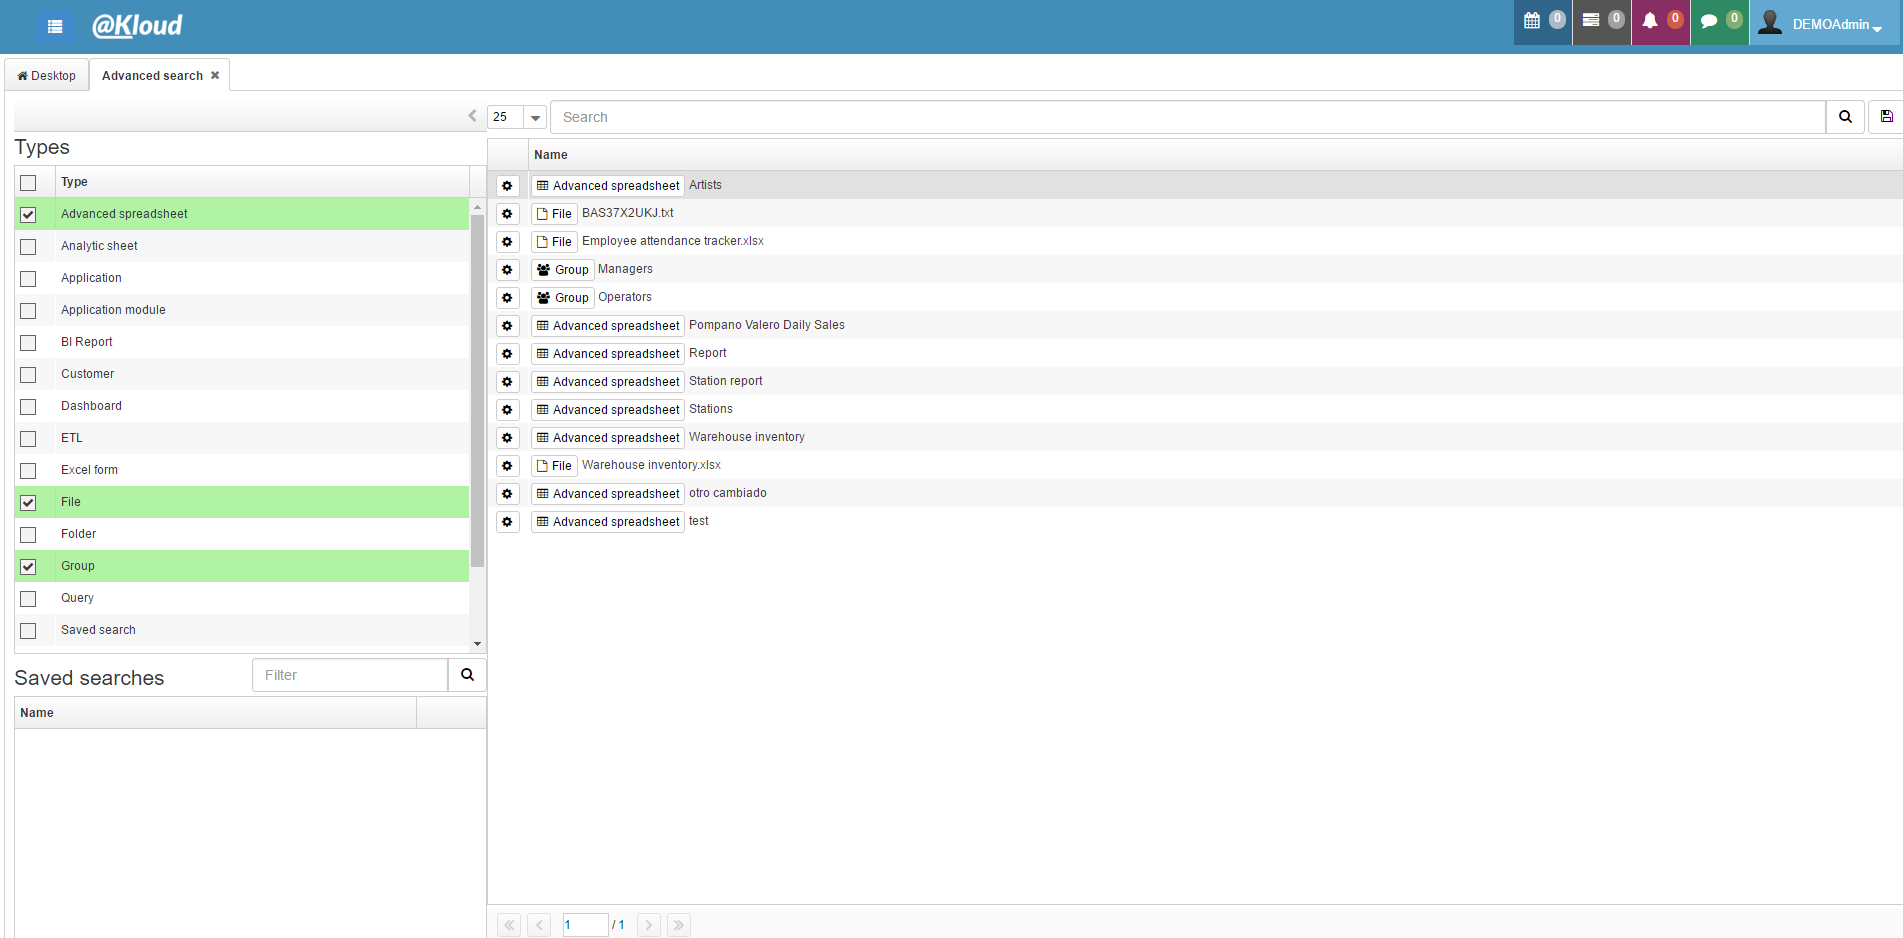 @Kloud
0 0 0 0 DEMOAdmin
Desktop Advanced search
25 Search
Types
Type
Advanced spreadsheet
Analytic sheet
Application
Application module
BI Report
Customer
Dashboard
ETL
Excel form
File
Folder
Group
Query
Saved search
Saved searches Filter
Name
Name
Advanced spreadsheet Artists
File BAS37X2UKJ.txt
File Employee attendance tracker.xlsx
Group Managers
Group Operators
Advanced spreadsheet Pompano Valero Daily Sales
Advanced spreadsheet Report
Advanced spreadsheet Station report
Advanced spreadsheet Stations
Advanced spreadsheet Warehouse inventory
File Warehouse inventory.xlsx
Advanced spreadsheet otro cambiado
Advanced spreadsheet test
1 / 1